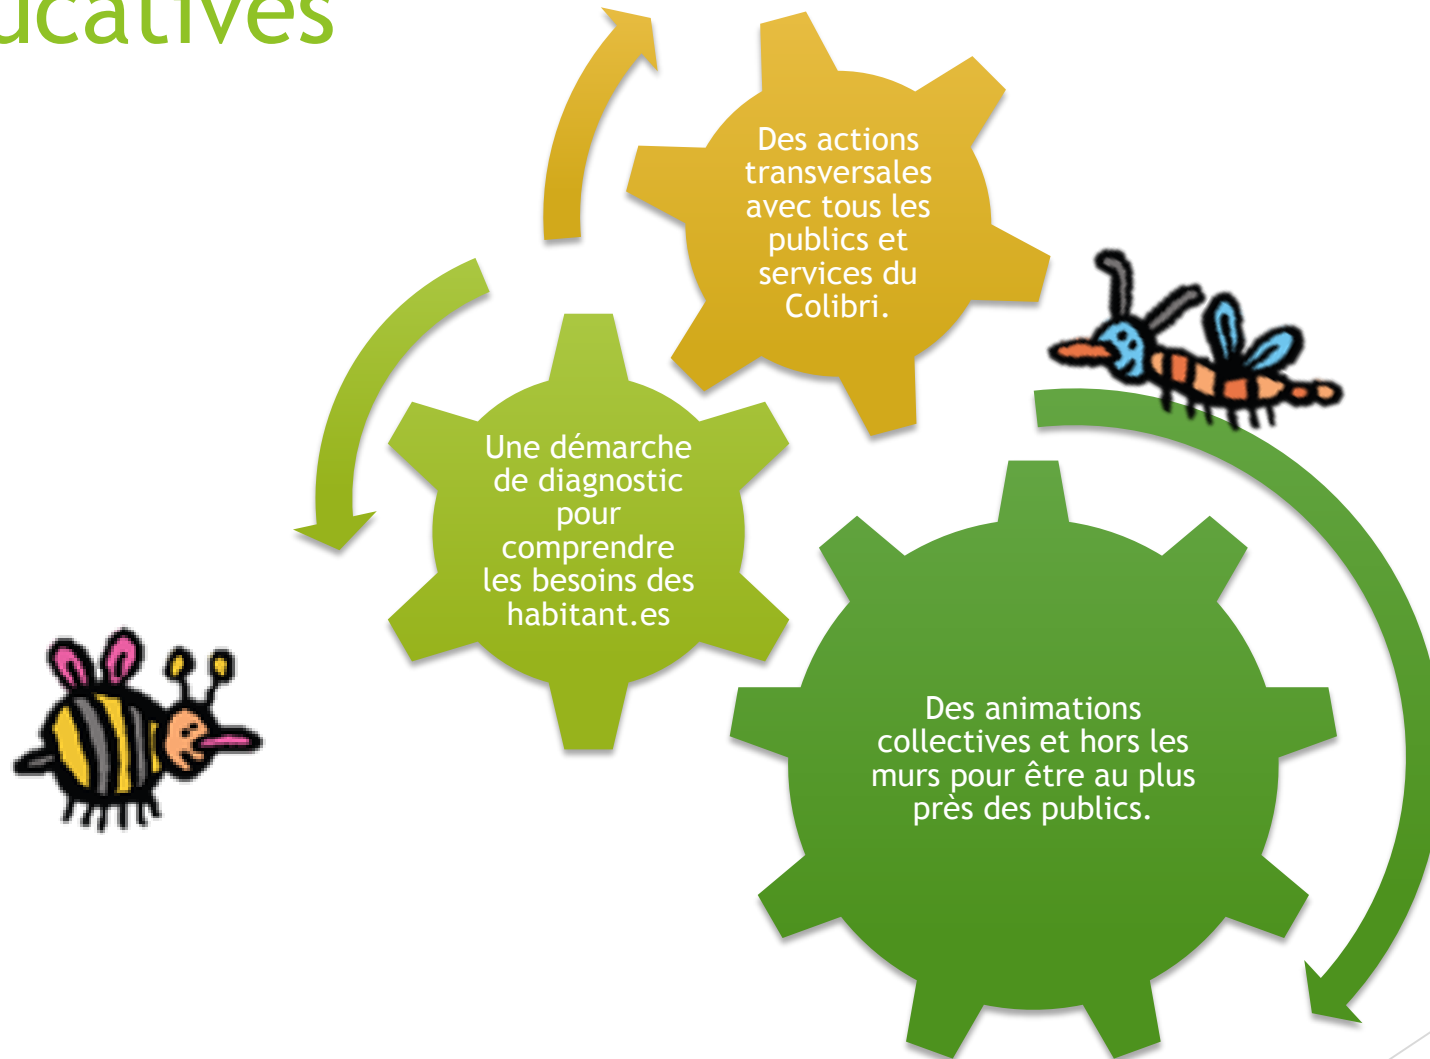 ucatives
Des actions
transversales
avec tous les
publics et
services du
Colibri.
Une démarche
de diagnostic
pour
comprendre
les besoins des
habitant.es
Des animations
collectives et hors les
murs pour être au plus
près des publics.